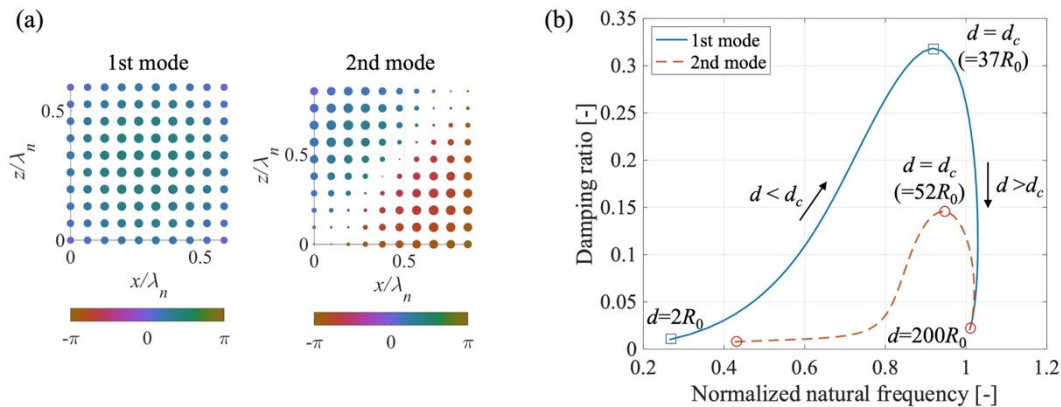 (a)
1st mode
2nd mode
z/λn
0.5
0
0
0.5
x/λn
-π
0
π
z/λn
0.5
0
0
0.5
x/λn
-π
0
π
(b)
Damping ratio [-]
0.35
0.3
0.25
0.2
0.15
0.1
0.05
0
1st mode
2nd mode
d = dc
(=37R0)
d = dc
(=52R0)
d < dc
d >dc
d=2R0
d=200R0
0.2
0.4
0.6
0.8
1
1.2
Normalized natural frequency [-]